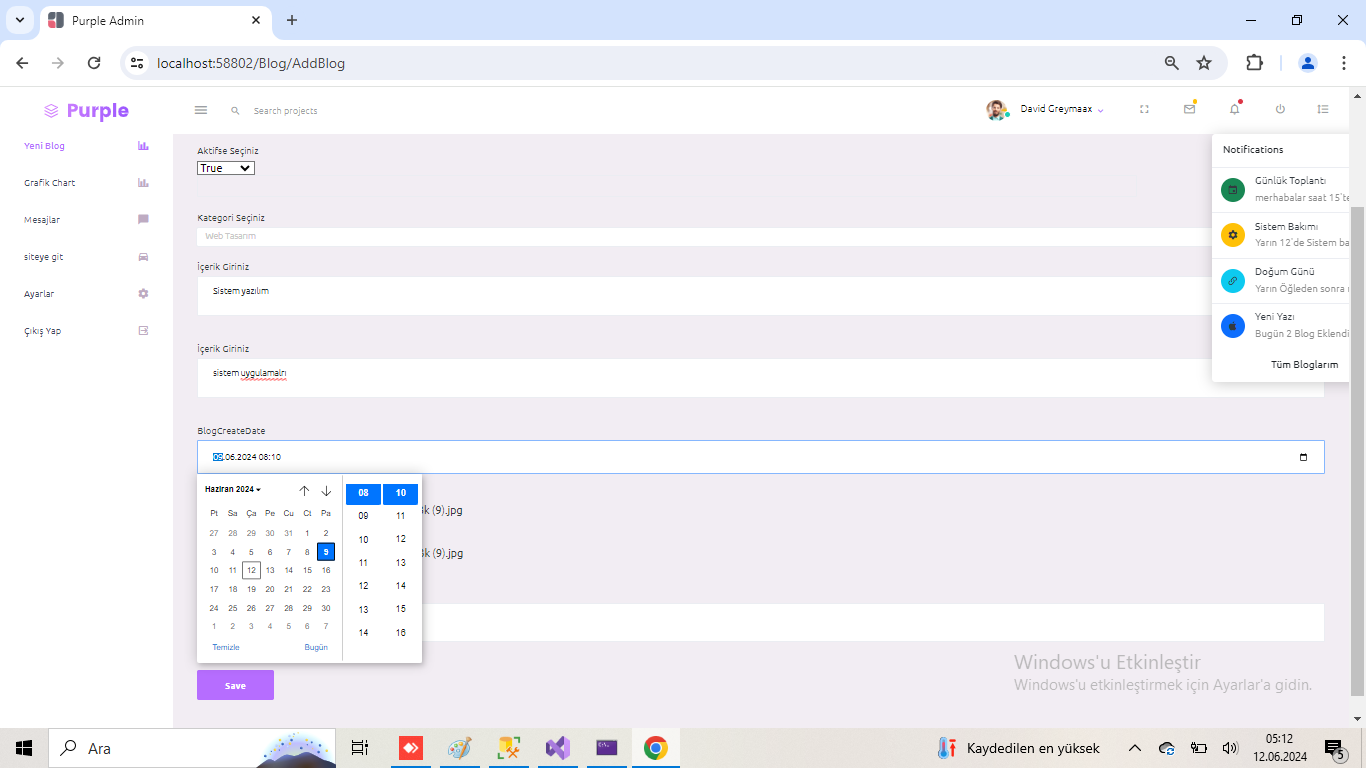 Purple Admin
localhost:58802/Blog/AddBlog
Purple
Search projects
David Greymaax
Yeni Blog
Grafik Chart
Mesajlar
siteye git
Ayarlar
Çıkış Yap
Aktifse Seçiniz
True
Kategori Seçiniz
Web Tasarım
İçerik Giriniz
Sistem yazılım
İçerik Giriniz
sistem uygulamalrı
BlogCreateDate
09.06.2024 08:10
Haziran 2024
Pt Sa Ça Pe Cu Ct Pa
27 28 29 30 31 1 2
3 4 5 6 7 8 9
10 11 12 13 14 15 16
17 18 19 20 21 22 23
24 25 26 27 28 29 30
1 2 3 4 5 6 7
Temizle Bugün
08 10
09 11
10 12
11 13
12 14
13 15
14 16
(9).jpg
(9).jpg
Save
Notifications
Günlük Toplantı
merhabalar saat 15`te
Sistem Bakımı
Yarın 12`de Sistem ba
Doğum Günü
Yarın Öğleden sonra
Yeni Yazı
Bugün 2 Blog Eklendi
Tüm Bloglarım
Windows'u Etkinleştir
Windows'u etkinleştirmek için Ayarlar'a gidin.
Ara
Kaydedilen en yüksek
05:12
12.06.2024
5